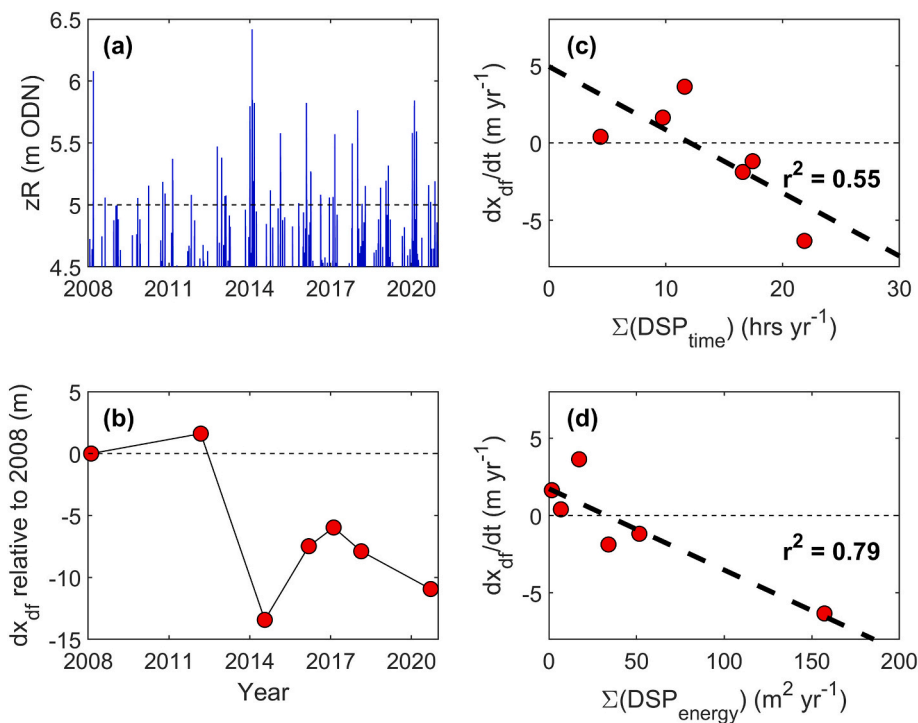 (a)
zR (m ODN)
6.5
6
5.5
5
4.5
2008 2011 2014 2017 2020
(c)
dx_df/dt (m yr⁻¹)
5
0
-5
r² = 0.55
0 10 20 30
Σ(DSP_time) (hrs yr⁻¹)
(b)
dx_df relative to 2008 (m)
5
0
-5
-10
-15
2008 2011 2014 2017 2020
Year
(d)
dx_df/dt (m yr⁻¹)
5
0
-5
r² = 0.79
0 50 100 150 200
Σ(DSP_energy) (m² yr⁻¹)